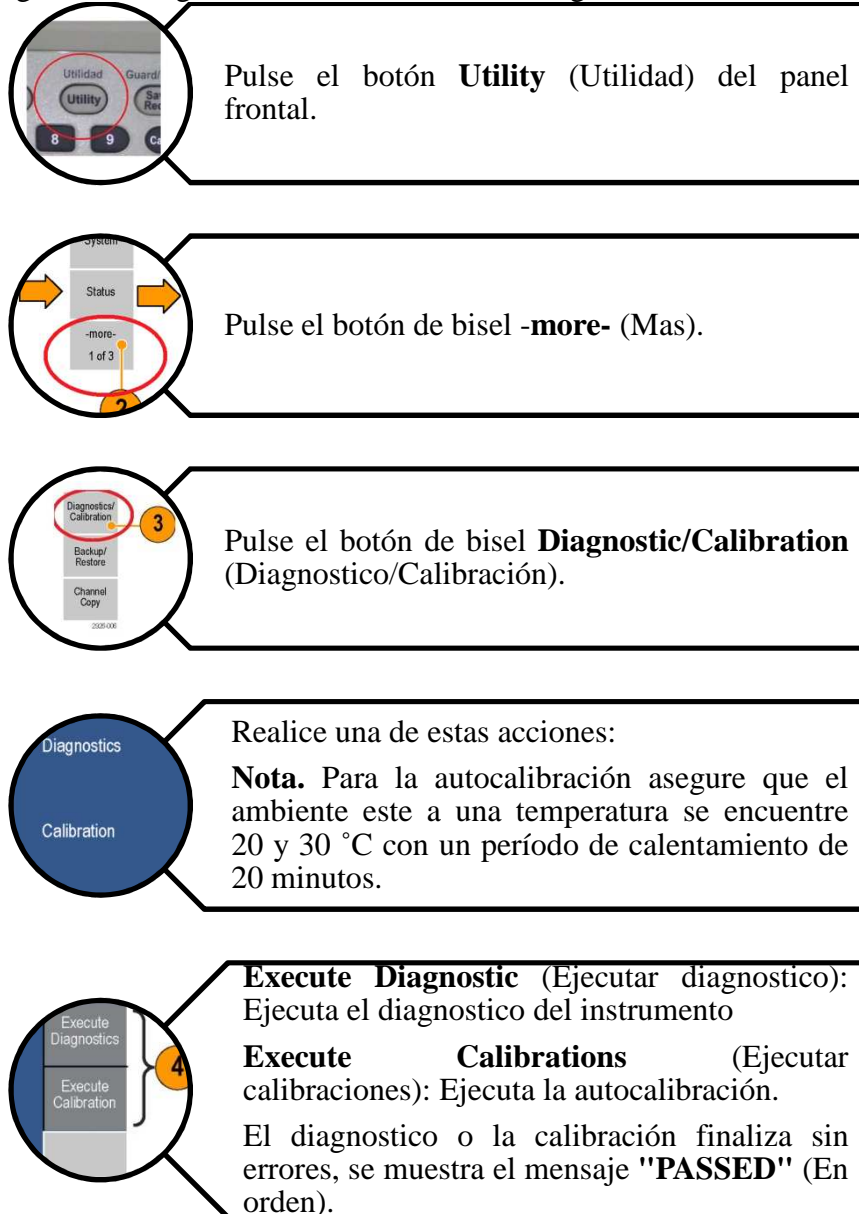 Utilidad Guard/
Utility Sa
Rec
8 9 Ca
Pulse el botón Utility (Utilidad) del panel
frontal.
System
Status
-more-
1 of 3
2
Pulse el botón de bisel -more- (Mas).
Diagnostics/
Calibration
3
Backup/
Restore
Channel
Copy
Pulse el botón de bisel Diagnostic/Calibration
(Diagnostico/Calibración).
Diagnostics
Calibration
Realice una de estas acciones:
Nota. Para la autocalibración asegure que el
ambiente este a una temperatura se encuentre
20 y 30 ˚C con un período de calentamiento de
20 minutos.
Execute
Diagnostics
4
Execute
Calibration
Execute Diagnostic (Ejecutar diagnostico):
Ejecuta el diagnostico del instrumento
Execute Calibrations (Ejecutar
calibraciones): Ejecuta la autocalibración.
El diagnostico o la calibración finaliza sin
errores, se muestra el mensaje "PASSED" (En
orden).